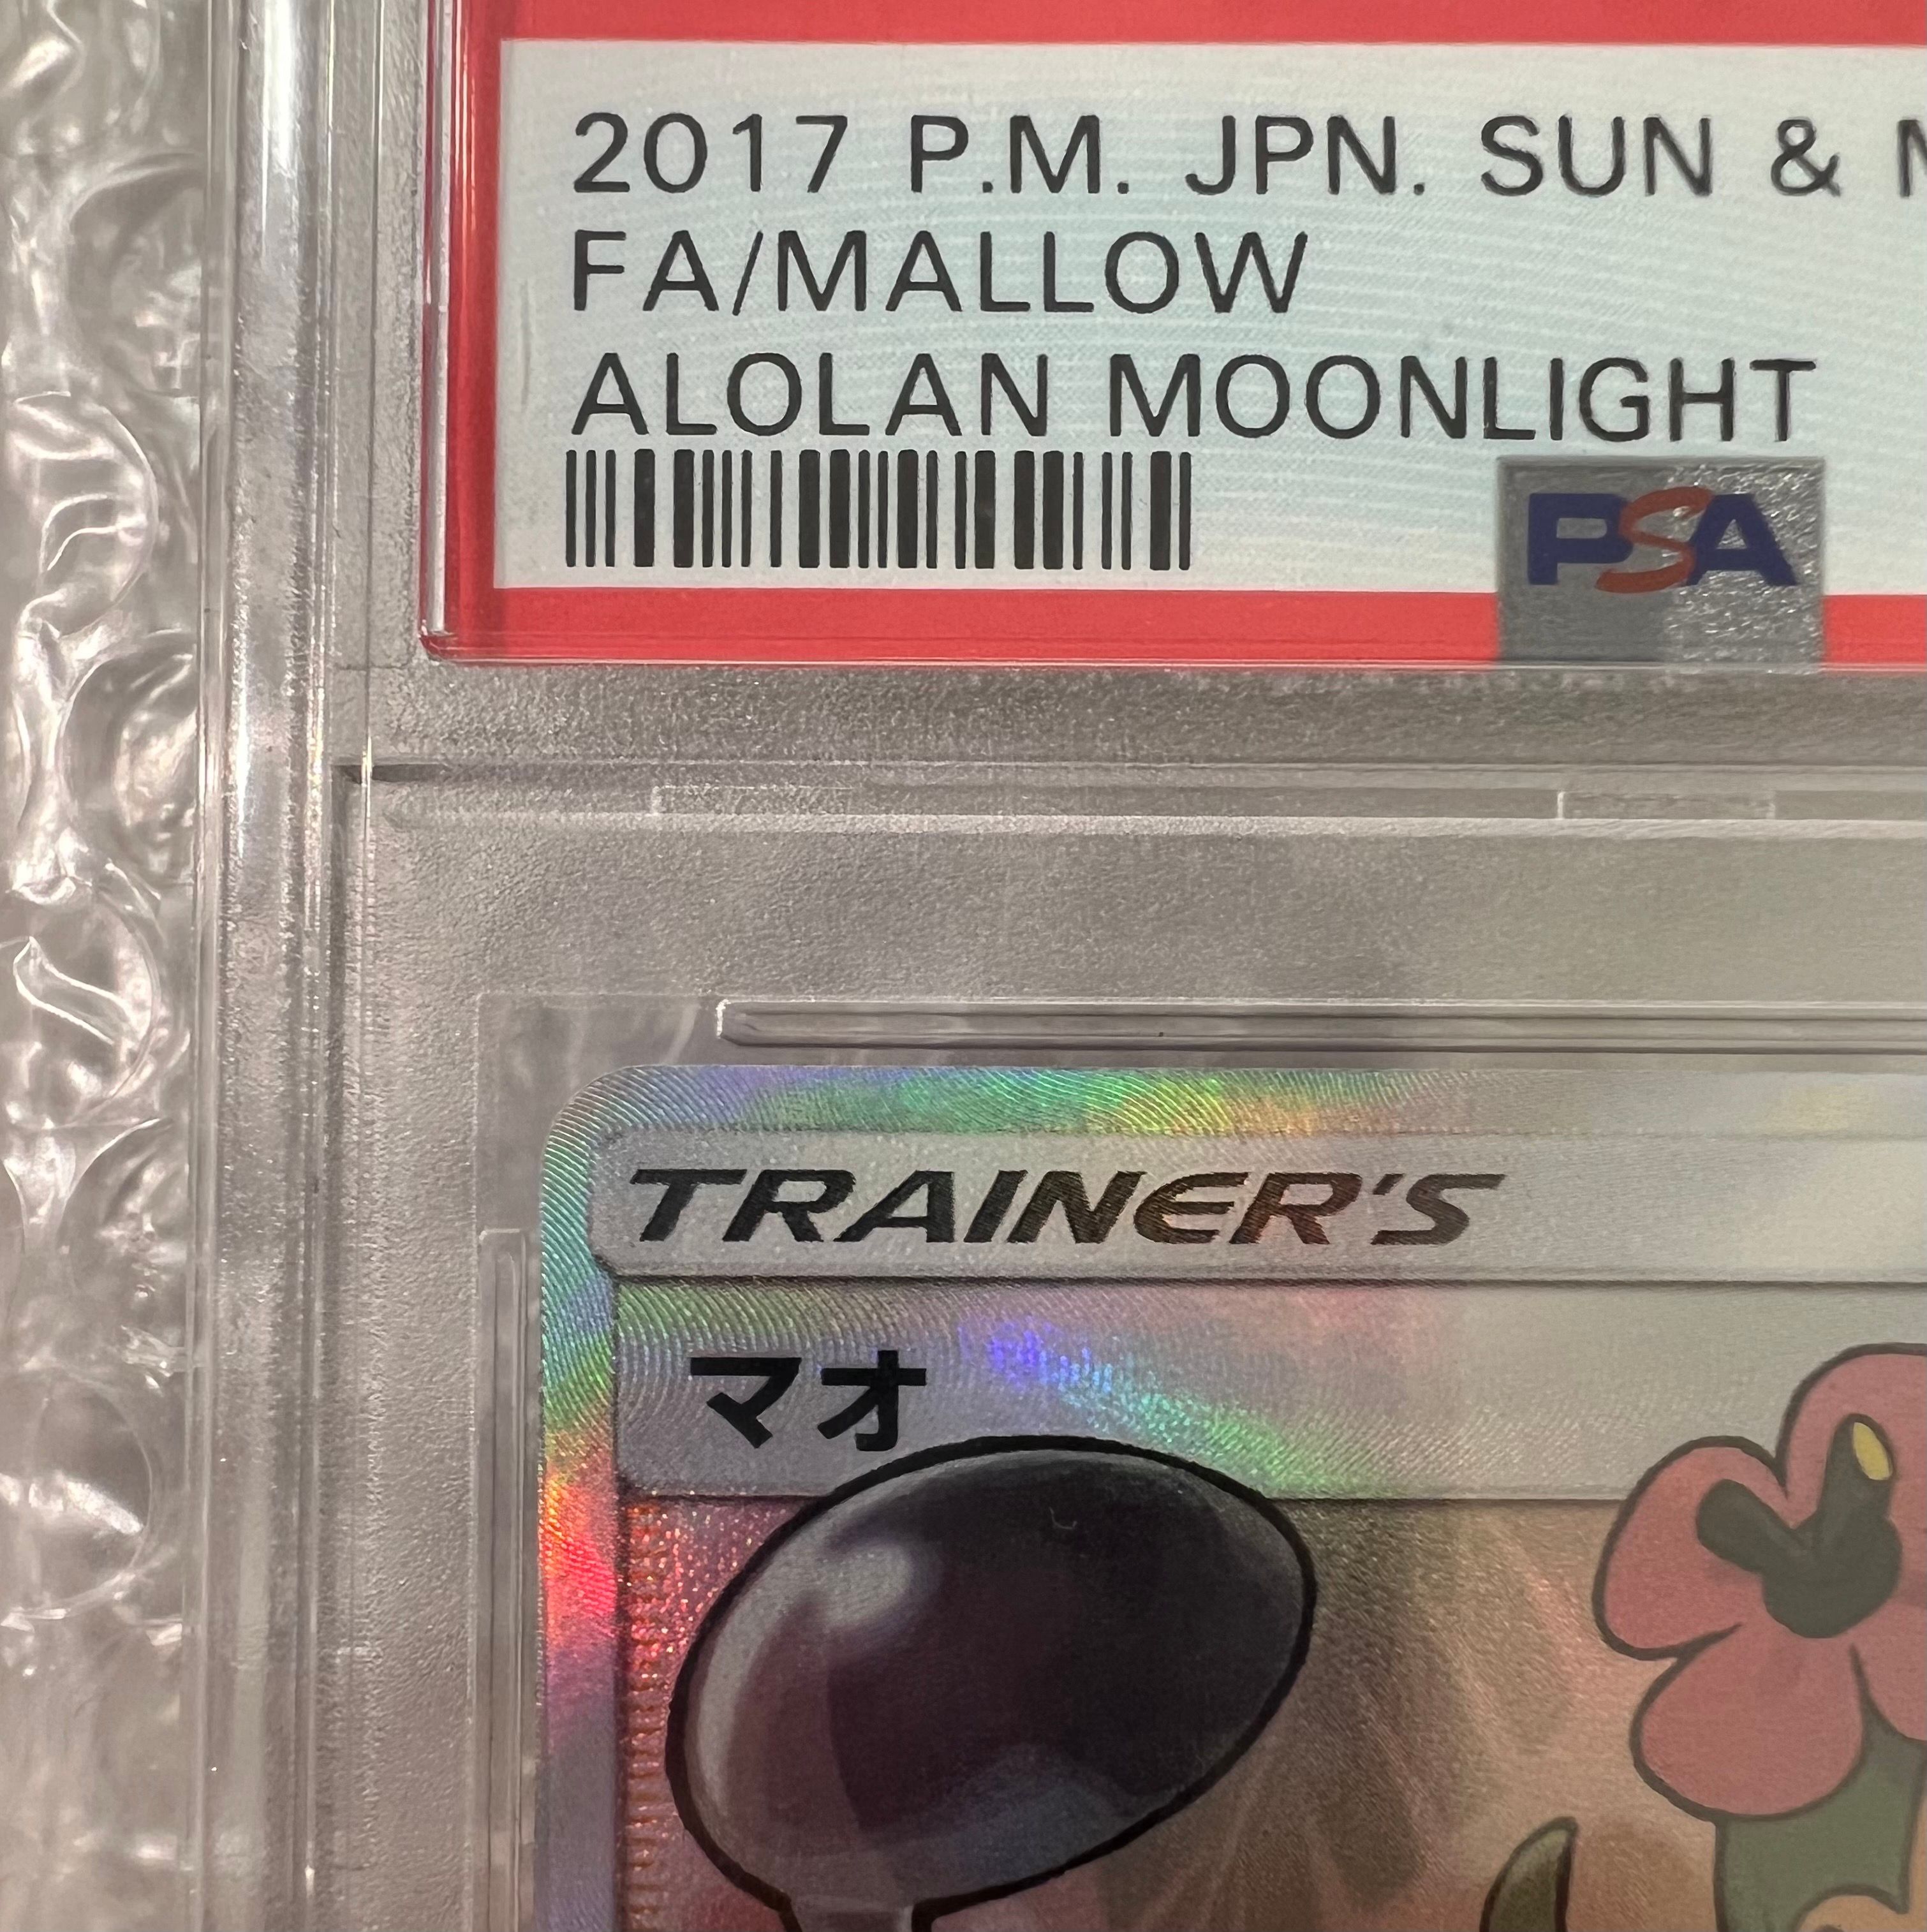 2017 P.M. JPN. SUN &
FA/MALLOW
ALOLAN MOONLIGHT
PSA
TRAINER'S
マオ